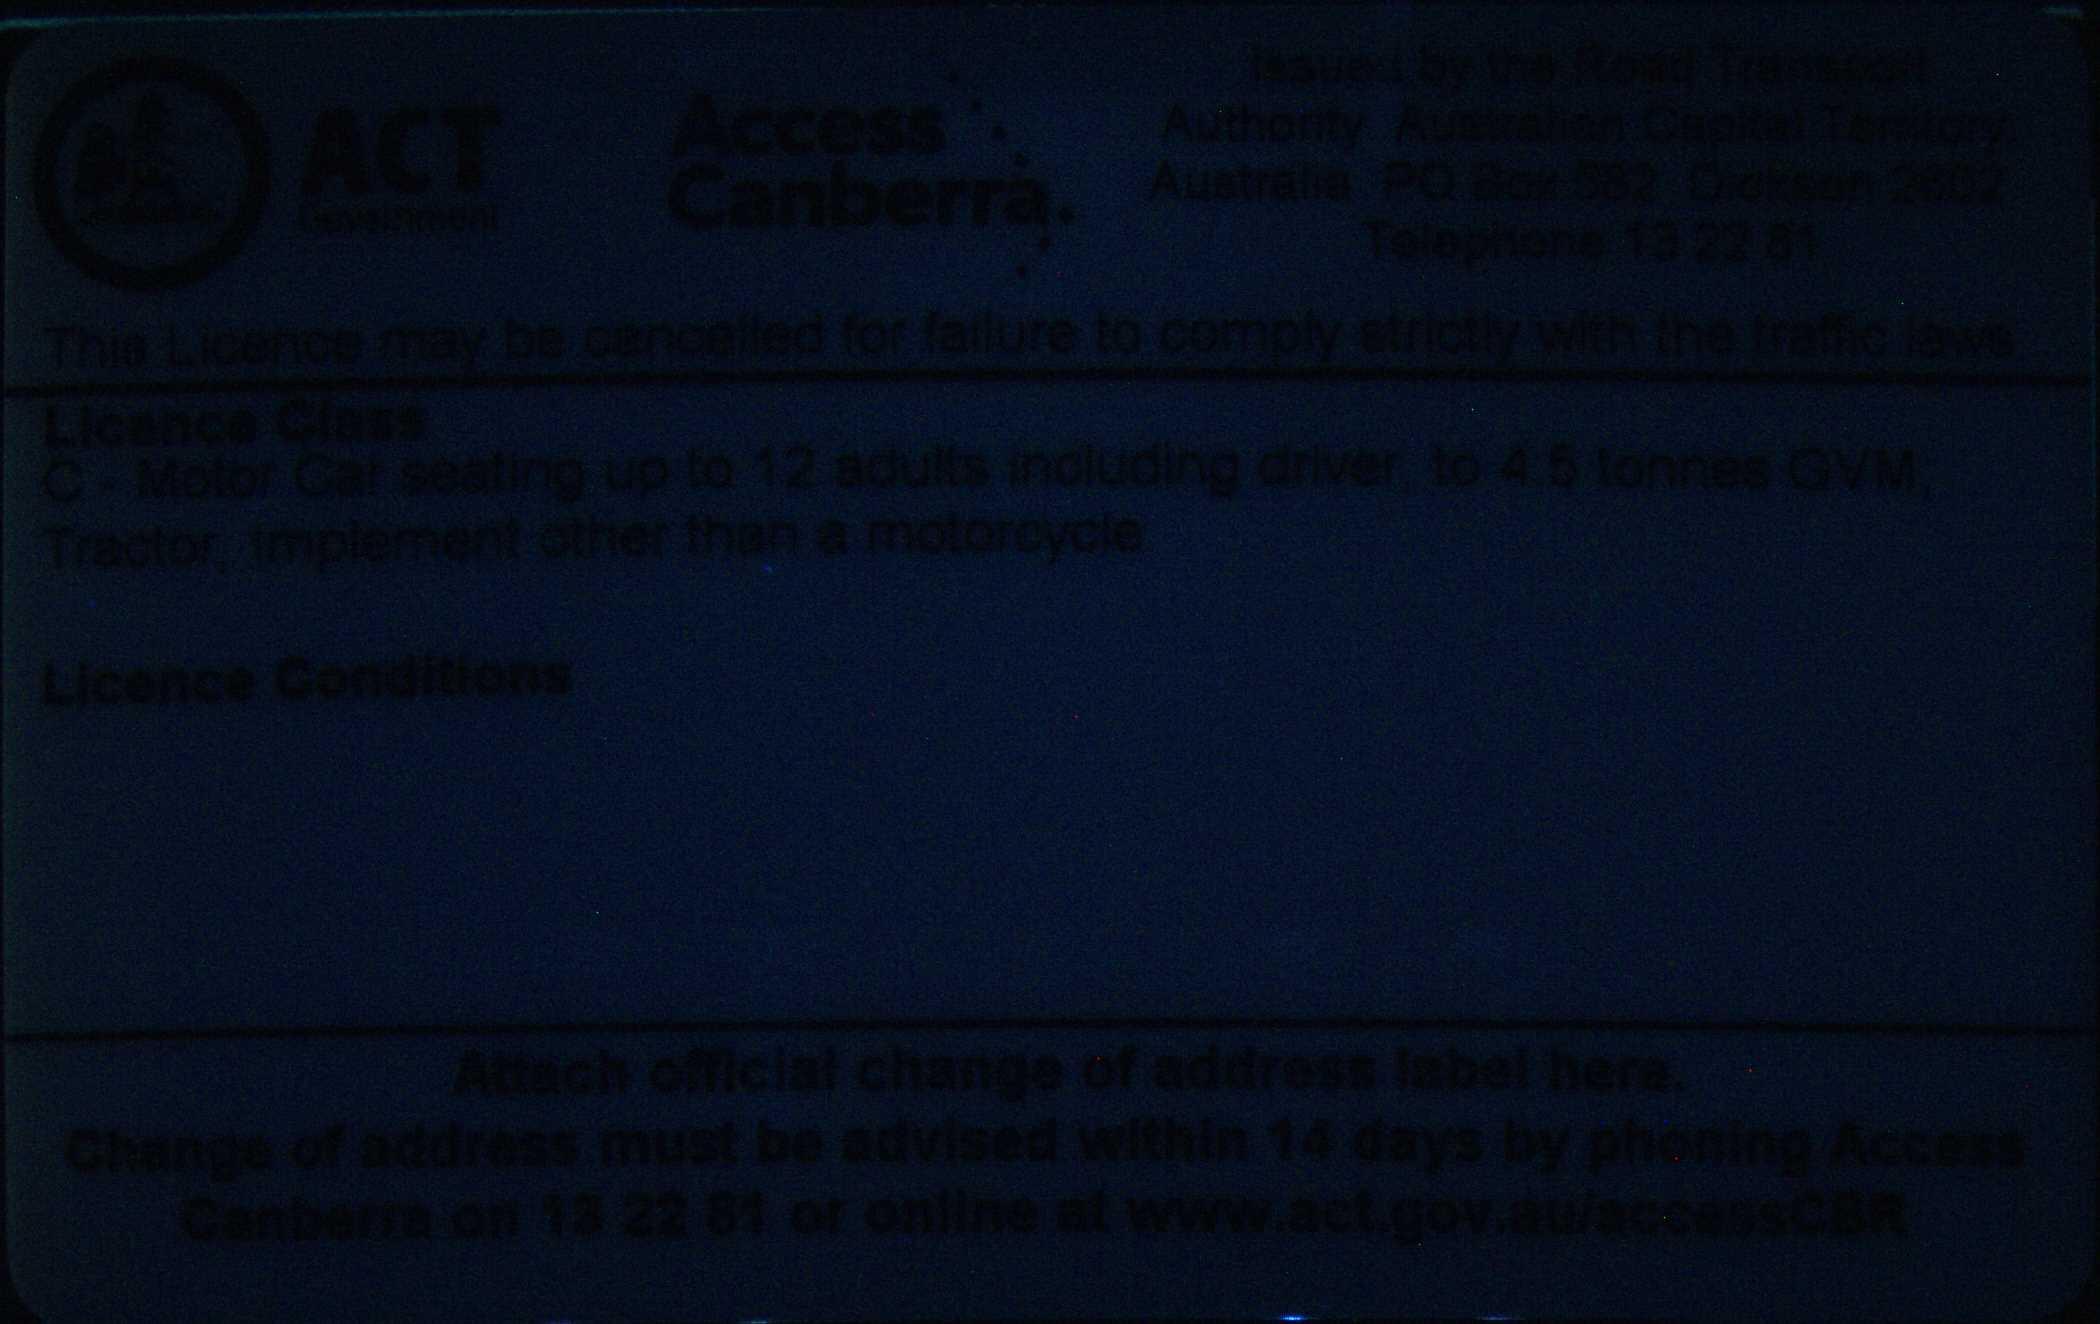 ACT
Government
Access
Canberra
Issued by the Road Transport
Authority Australian Capital Territory
Australia PO Box 582 Dickson 2602
Telephone 13 22 81
This Licence may be cancelled for failure to comply strictly with the traffic laws
Licence Class
C - Motor Car seating up to 12 adults including driver, to 4.5 tonnes GVM,
Tractor, Implement other than a motorcycle
Licence Conditions
Attach official change of address label here.
Change of address must be advised within 14 days by phoning Access
Canberra on 13 22 81 or online at www.act.gov.au/accessCBR